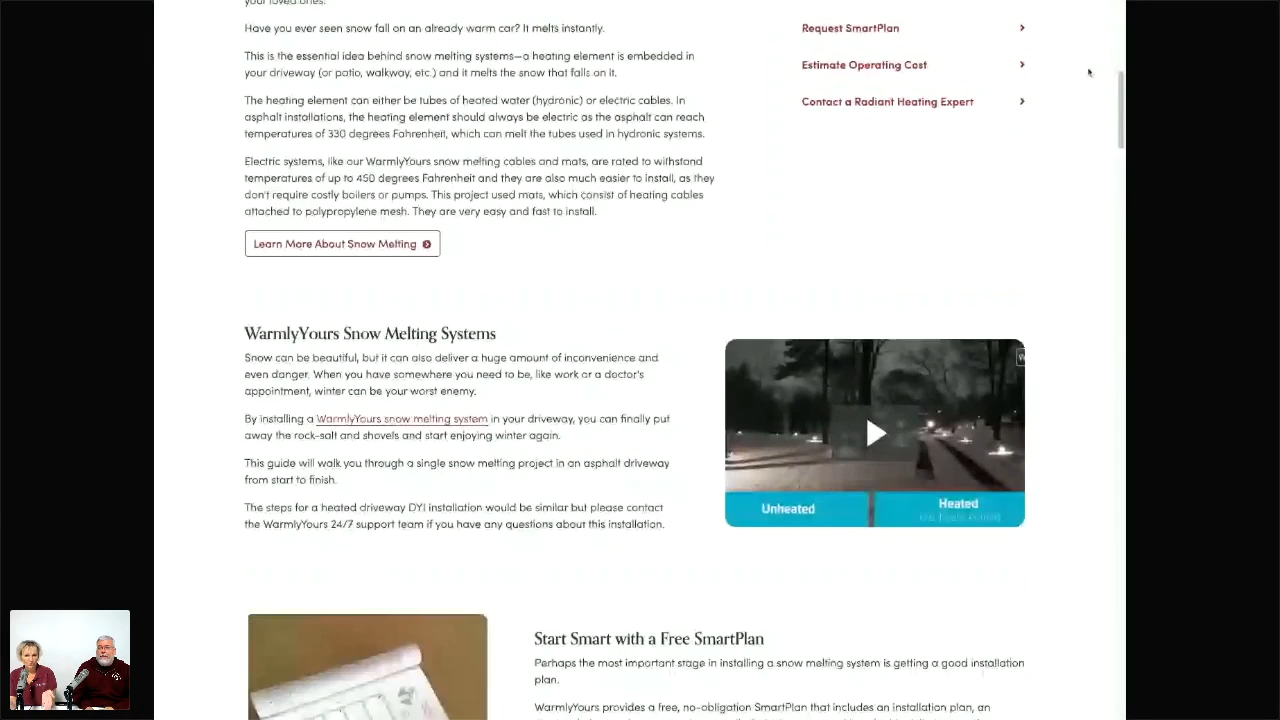 your loved ones.
Have you ever seen snow fall on an already warm car? It melts instantly.
This is the essential idea behind snow melting systems—a heating element is embedded in
your driveway (or patio, walkway, etc.) and it melts the snow that falls on it.
The heating element can either be tubes of heated water (hydronic) or electric cables. In
asphalt installations, the heating element should always be electric as the asphalt can reach
temperatures of 330 degrees Fahrenheit, which can melt the tubes used in hydronic systems.
Electric systems, like our WarmlyYours snow melting cables and mats, are rated to withstand
temperatures of up to 450 degrees Fahrenheit and they are also much easier to install, as they
don't require costly boilers or pumps. This project used mats, which consist of heating cables
attached to polypropylene mesh. They are very easy and fast to install.
Learn More About Snow Melting
Request SmartPlan
Estimate Operating Cost
Contact a Radiant Heating Expert
WarmlyYours Snow Melting Systems
Snow can be beautiful, but it can also deliver a huge amount of inconvenience and
even danger. When you have somewhere you need to be, like work or a doctor's
appointment, winter can be your worst enemy.
By installing a WarmlyYours snow melting system in your driveway, you can finally put
away the rock-salt and shovels and start enjoying winter again.
This guide will walk you through a single snow melting project in an asphalt driveway
from start to finish.
The steps for a heated driveway DYI installation would be similar but please contact
the WarmlyYours 24/7 support team if you have any questions about this installation.
Unheated
Heated
Start Smart with a Free SmartPlan
Perhaps the most important stage in installing a snow melting system is getting a good installation
plan.
WarmlyYours provides a free, no-obligation SmartPlan that includes an installation plan, an